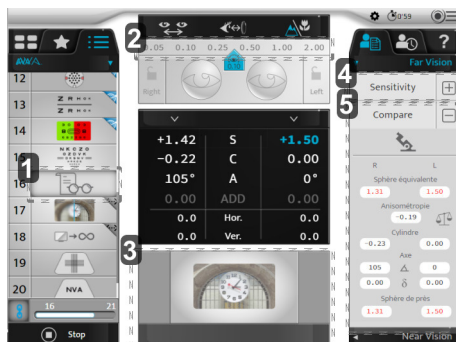 0'59
AVA/A
Far Vision
2
0.05 0.10 0.25 0.50 1.00 2.00
0.10
Right
Left
12
13
Z R H
14
15
N K C Z O
1
16
17
18
→∞
19
20
NVA
16
21
Stop
+1.42 S +1.50
−0.22 C 0.00
105° A 0°
0.00 ADD 0.00
0.0 Hor. 0.0
0.0 Ver. 0.0
3
4
Sensitivity
5
Compare
R L
Sphère équivalente
1.31 1.50
Anisométropie
−0.19
Cylindre
−0.23 0.00
Axe
105 0
0.00 δ 0.00
Sphère de près
1.31 1.50
Near Vision